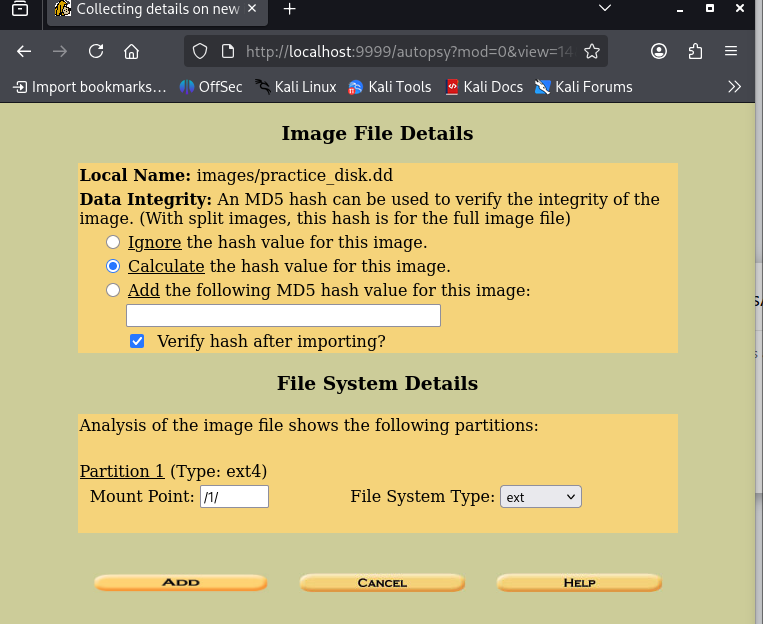 Collecting details on new
http://localhost:9999/autopsy?mod=0&view=14
Import bookmarks...
OffSec
Kali Linux
Kali Tools
Kali Docs
Kali Forums
Image File Details
Local Name: images/practice_disk.dd
Data Integrity: An MD5 hash can be used to verify the integrity of the
image. (With split images, this hash is for the full image file)
Ignore the hash value for this image.
Calculate the hash value for this image.
Add the following MD5 hash value for this image:
Verify hash after importing?
File System Details
Analysis of the image file shows the following partitions:
Partition 1 (Type: ext4)
Mount Point: /1/ File System Type: ext
ADD CANCEL HELP